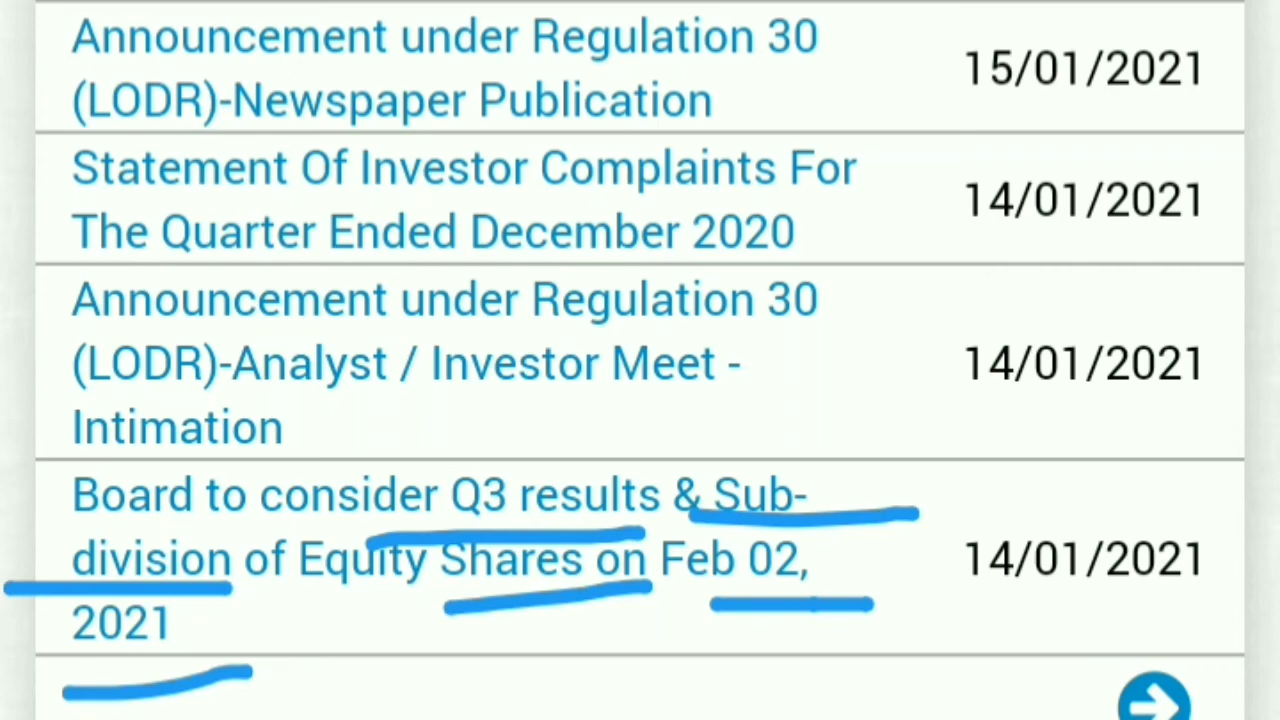 Announcement under Regulation 30
(LODR)-Newspaper Publication
15/01/2021
Statement Of Investor Complaints For
The Quarter Ended December 2020
14/01/2021
Announcement under Regulation 30
(LODR)-Analyst / Investor Meet -
Intimation
14/01/2021
Board to consider Q3 results & Sub-
division of Equity Shares on Feb 02,
2021
14/01/2021